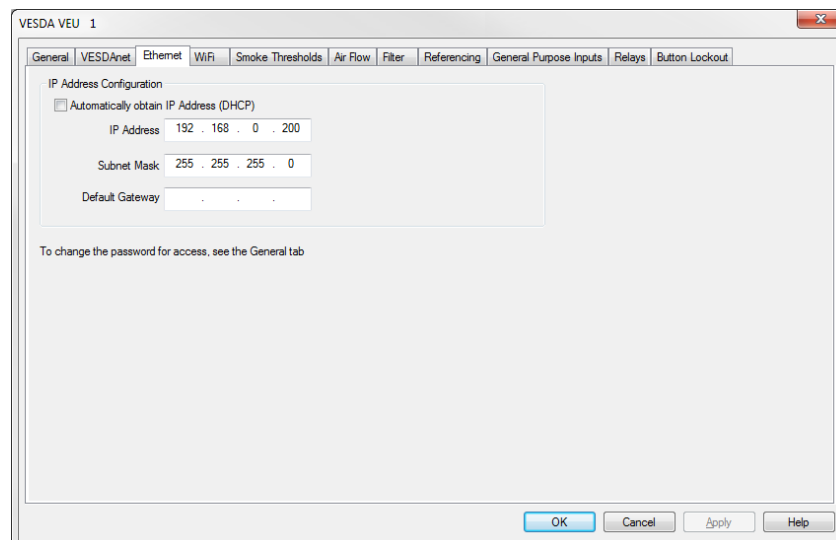 VESDA VEU 1
General VESDAnet Ethernet WiFi Smoke Thresholds Air Flow Filter Referencing General Purpose Inputs Relays Button Lockout
IP Address Configuration
Automatically obtain IP Address (DHCP)
IP Address 192 . 168 . 0 . 200
Subnet Mask 255 . 255 . 255 . 0
Default Gateway . . .
To change the password for access, see the General tab
OK Cancel Apply Help